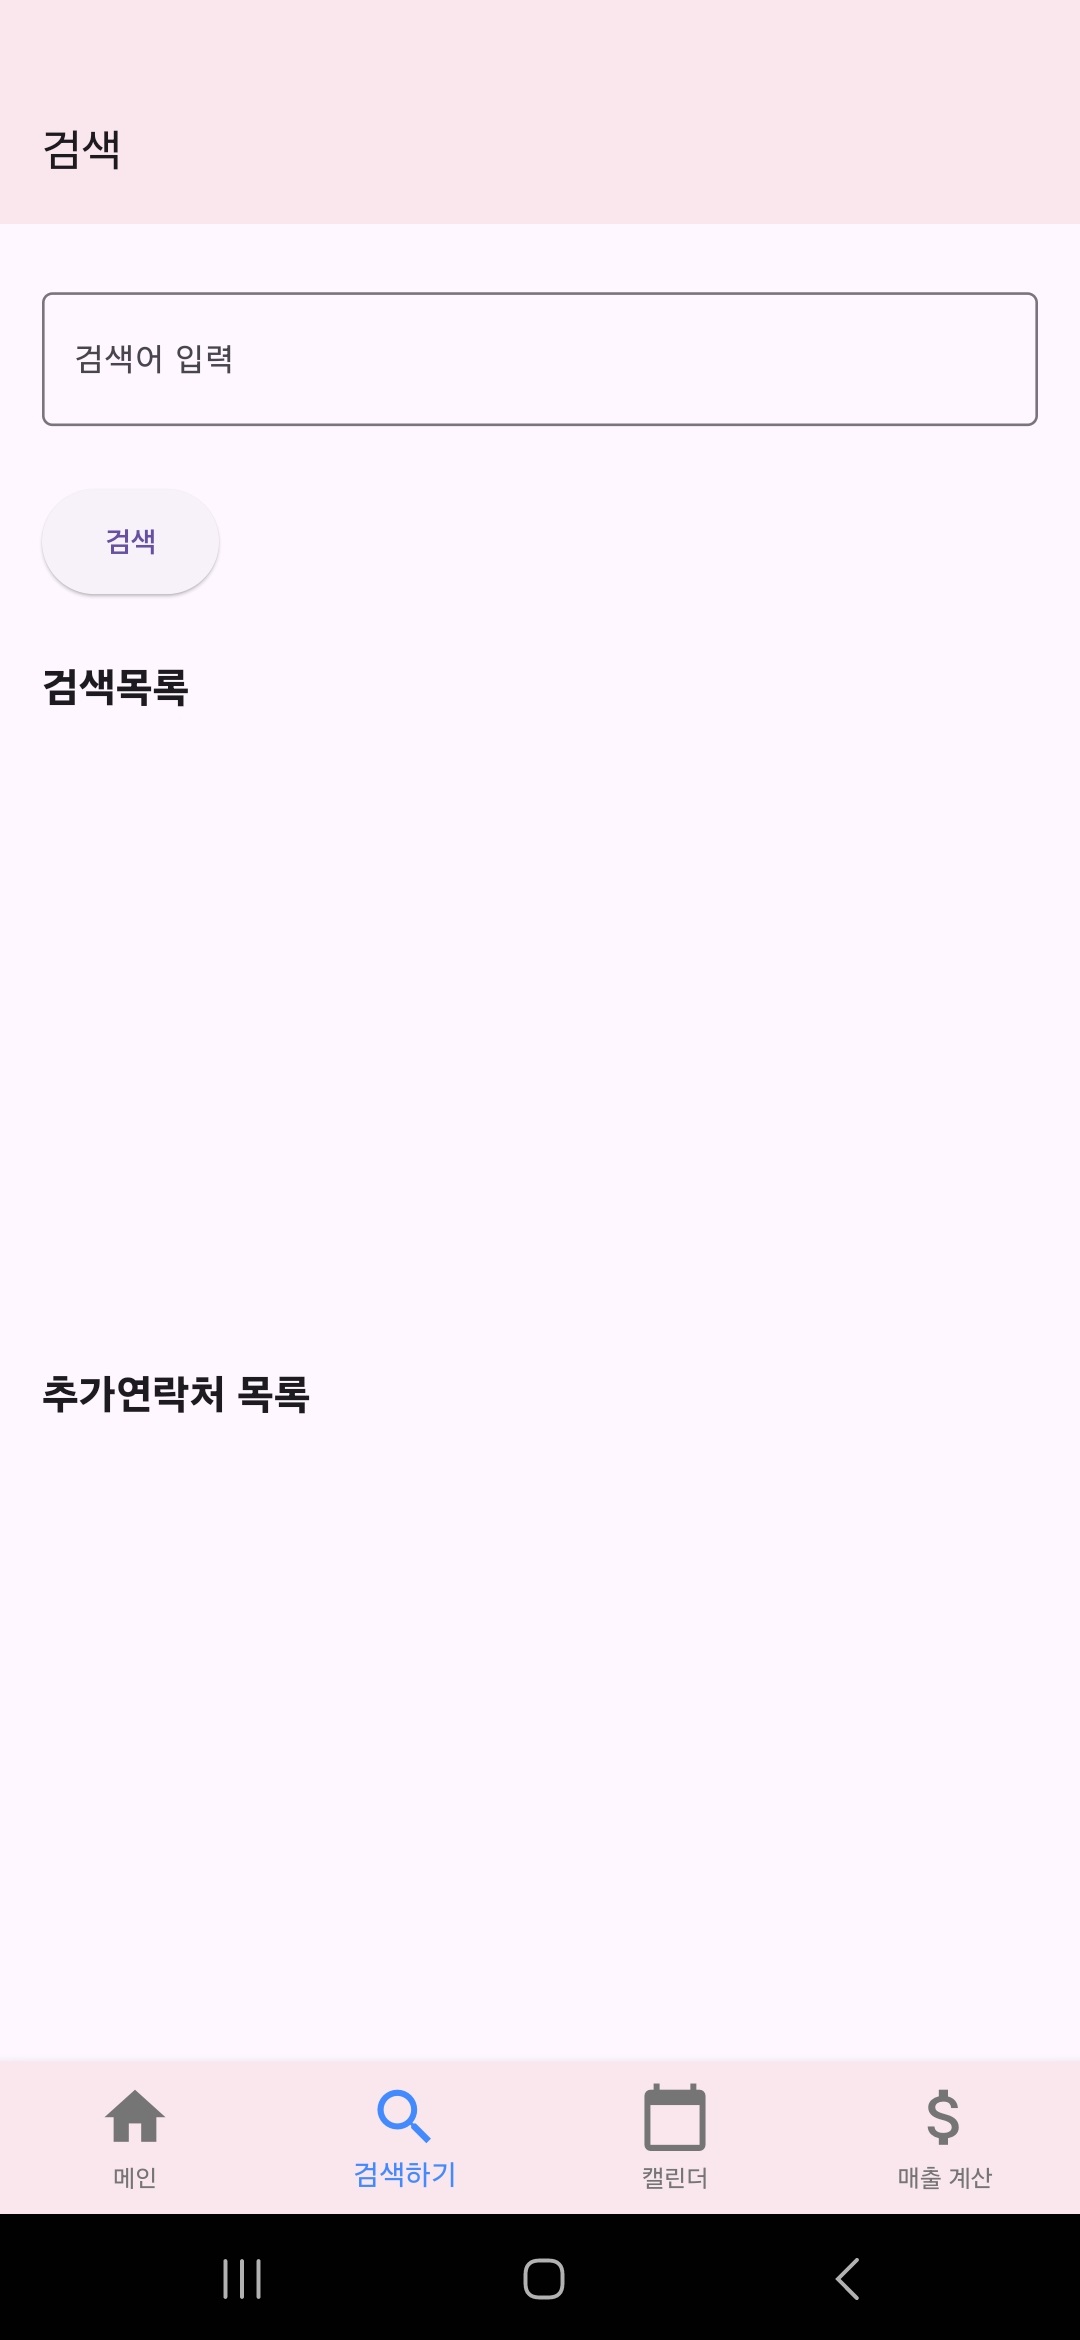 검색
검색어 입력
검색
검색목록
추가연락처 목록
메인
검색하기
캘린더
매출 계산